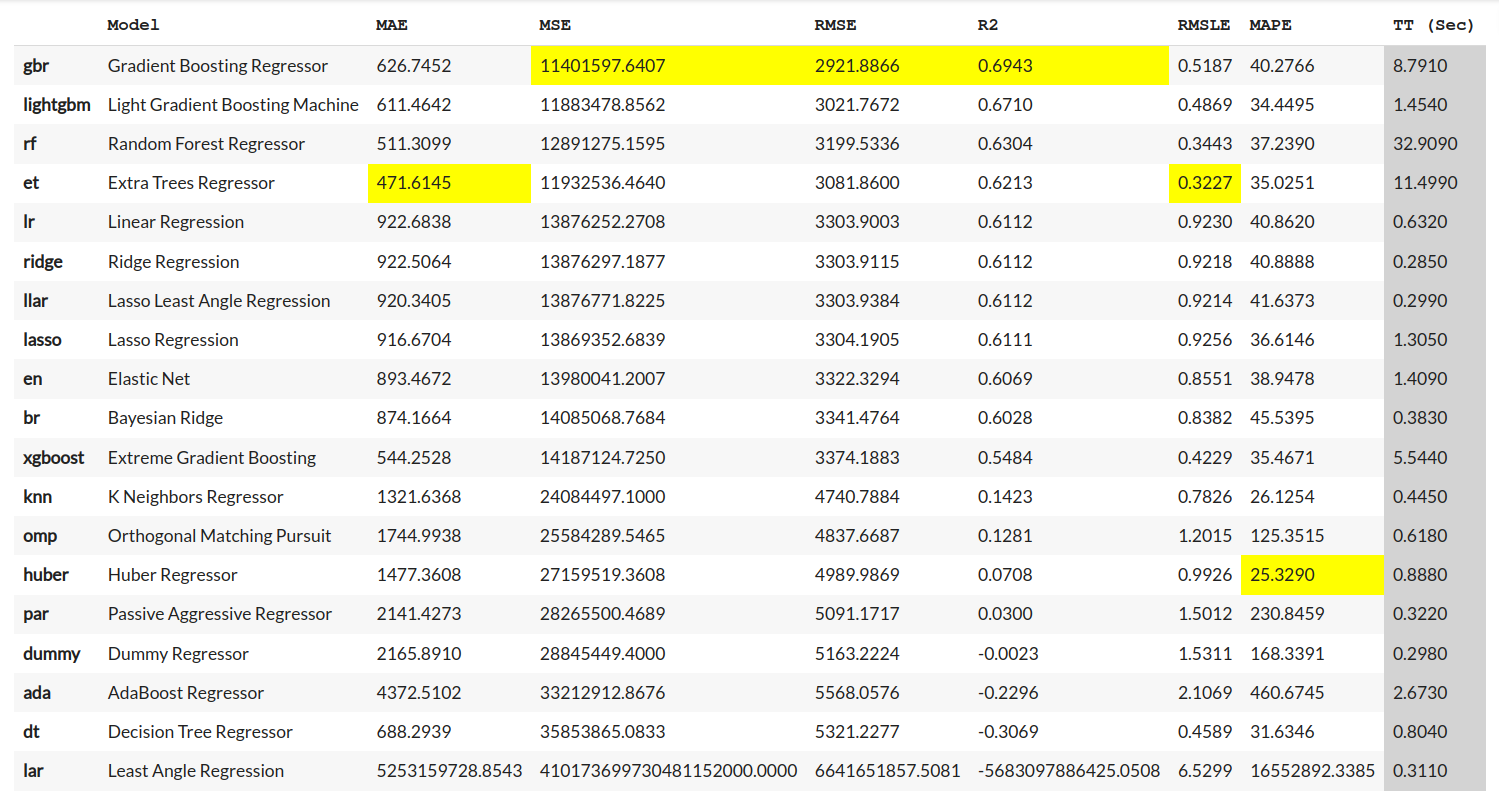 Model MAE MSE RMSE R2 RMSLE MAPE TT (Sec)
gbr Gradient Boosting Regressor 626.7452 11401597.6407 2921.8866 0.6943 0.5187 40.2766 8.7910
lightgbm Light Gradient Boosting Machine 611.4642 11883478.8562 3021.7672 0.6710 0.4869 34.4495 1.4540
rf Random Forest Regressor 511.3099 12891275.1595 3199.5336 0.6304 0.3443 37.2390 32.9090
et Extra Trees Regressor 471.6145 11932536.4640 3081.8600 0.6213 0.3227 35.0251 11.4990
lr Linear Regression 922.6838 13876252.2708 3303.9003 0.6112 0.9230 40.8620 0.6320
ridge Ridge Regression 922.5064 13876297.1877 3303.9115 0.6112 0.9218 40.8888 0.2850
llar Lasso Least Angle Regression 920.3405 13876771.8225 3303.9384 0.6112 0.9214 41.6373 0.2990
lasso Lasso Regression 916.6704 13869352.6839 3304.1905 0.6111 0.9256 36.6146 1.3050
en Elastic Net 893.4672 13980041.2007 3322.3294 0.6069 0.8551 38.9478 1.4090
br Bayesian Ridge 874.1664 14085068.7684 3341.4764 0.6028 0.8382 45.5395 0.3830
xgboost Extreme Gradient Boosting 544.2528 14187124.7250 3374.1883 0.5484 0.4229 35.4671 5.5440
knn K Neighbors Regressor 1321.6368 24084497.1000 4740.7884 0.1423 0.7826 26.1254 0.4450
omp Orthogonal Matching Pursuit 1744.9938 25584289.5465 4837.6687 0.1281 1.2015 125.3515 0.6180
huber Huber Regressor 1477.3608 27159519.3608 4989.9869 0.0708 0.9926 25.3290 0.8880
par Passive Aggressive Regressor 2141.4273 28265500.4689 5091.1717 0.0300 1.5012 230.8459 0.3220
dummy Dummy Regressor 2165.8910 28845449.4000 5163.2224 -0.0023 1.5311 168.3391 0.2980
ada AdaBoost Regressor 4372.5102 33212912.8676 5568.0576 -0.2296 2.1069 460.6745 2.6730
dt Decision Tree Regressor 688.2939 35853865.0833 5321.2277 -0.3069 0.4589 31.6346 0.8040
lar Least Angle Regression 5253159728.8543 410173699730481152000.0000 6641651857.5081 -5683097886425.0508 6.5299 16552892.3385 0.3110